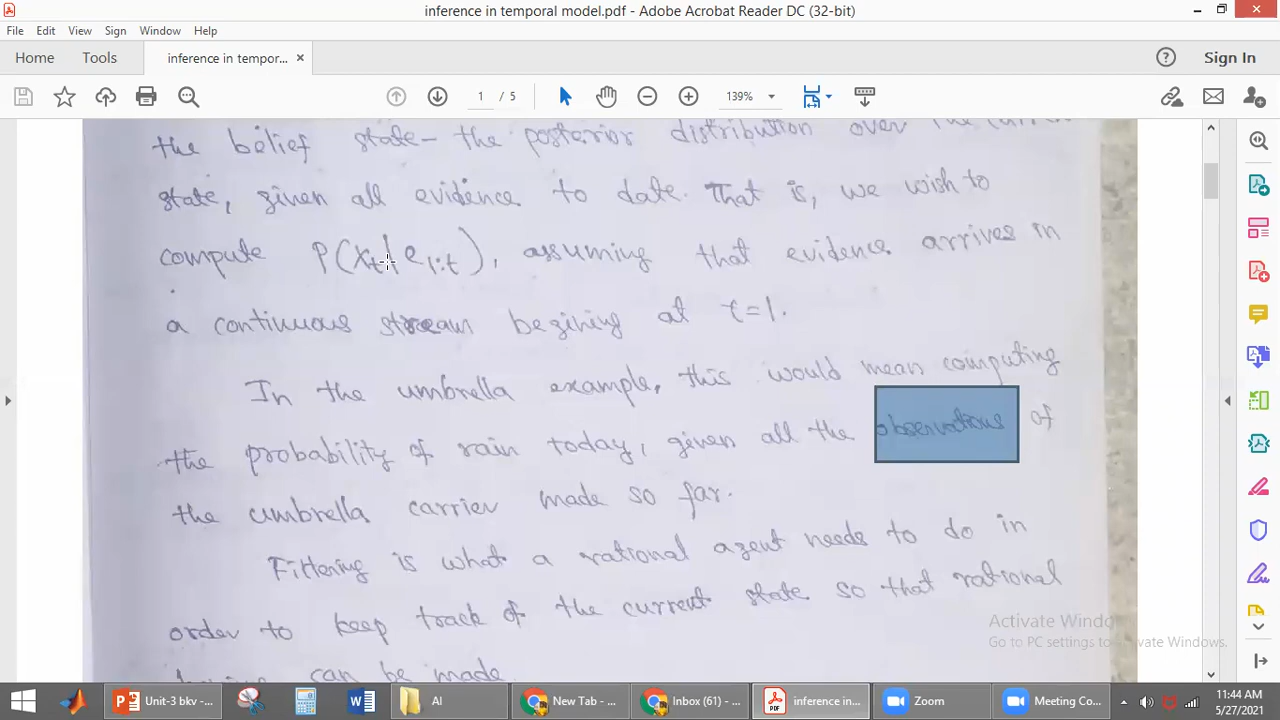 inference in temporal model.pdf - Adobe Acrobat Reader DC (32-bit)
File Edit View Sign Window Help
Home Tools inference in tempor... × Sign In
1 / 5 139%
the belief state- the posterior distribution over the
state, given all evidence to date. That is, we wish to
compute P(Xt|e1:t), assuming that evidence arrives in
a continuous stream begining at t=1.
In the umbrella example, this would mean computing
the probability of rain today, given all the observations of
the umbrella carrier made so far.
Filtering is what a rational agent needs to do in
order to keep track of the current state so that rational
can be made.
Activate Windows
Go to PC settings to activate Windows.
Unit-3 bkv -... AI New Tab -... Inbox (61) -... inference in... Zoom Meeting Co...
11:44 AM
5/27/2021